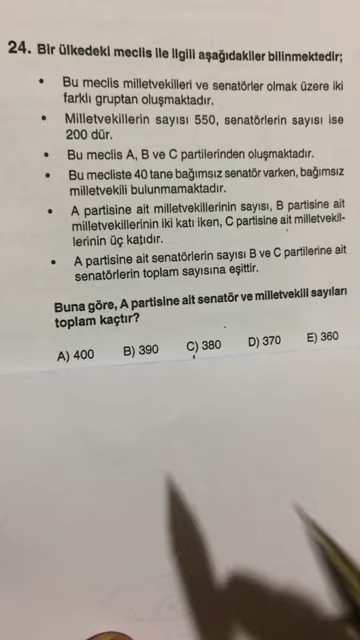 24. Bir ülkedeki meclis ile ilgili aşağıdakiler bilinmektedir;
• Bu meclis milletvekilleri ve senatörler olmak üzere iki
farklı gruptan oluşmaktadır.
• Milletvekillerin sayısı 550, senatörlerin sayısı ise
200 dür.
• Bu meclis A, B ve C partilerinden oluşmaktadır.
• Bu mecliste 40 tane bağımsız senatör varken, bağımsız
milletvekili bulunmamaktadır.
• A partisine ait milletvekillerinin sayısı, B partisine ait
milletvekillerinin iki katı iken, C partisine ait milletvekil-
lerinin üç katıdır.
• A partisine ait senatörlerin sayısı B ve C partilerine ait
senatörlerin toplam sayısına eşittir.
Buna göre, A partisine ait senatör ve milletvekili sayıları
toplam kaçtır?
A) 400 B) 390 C) 380 D) 370 E) 360